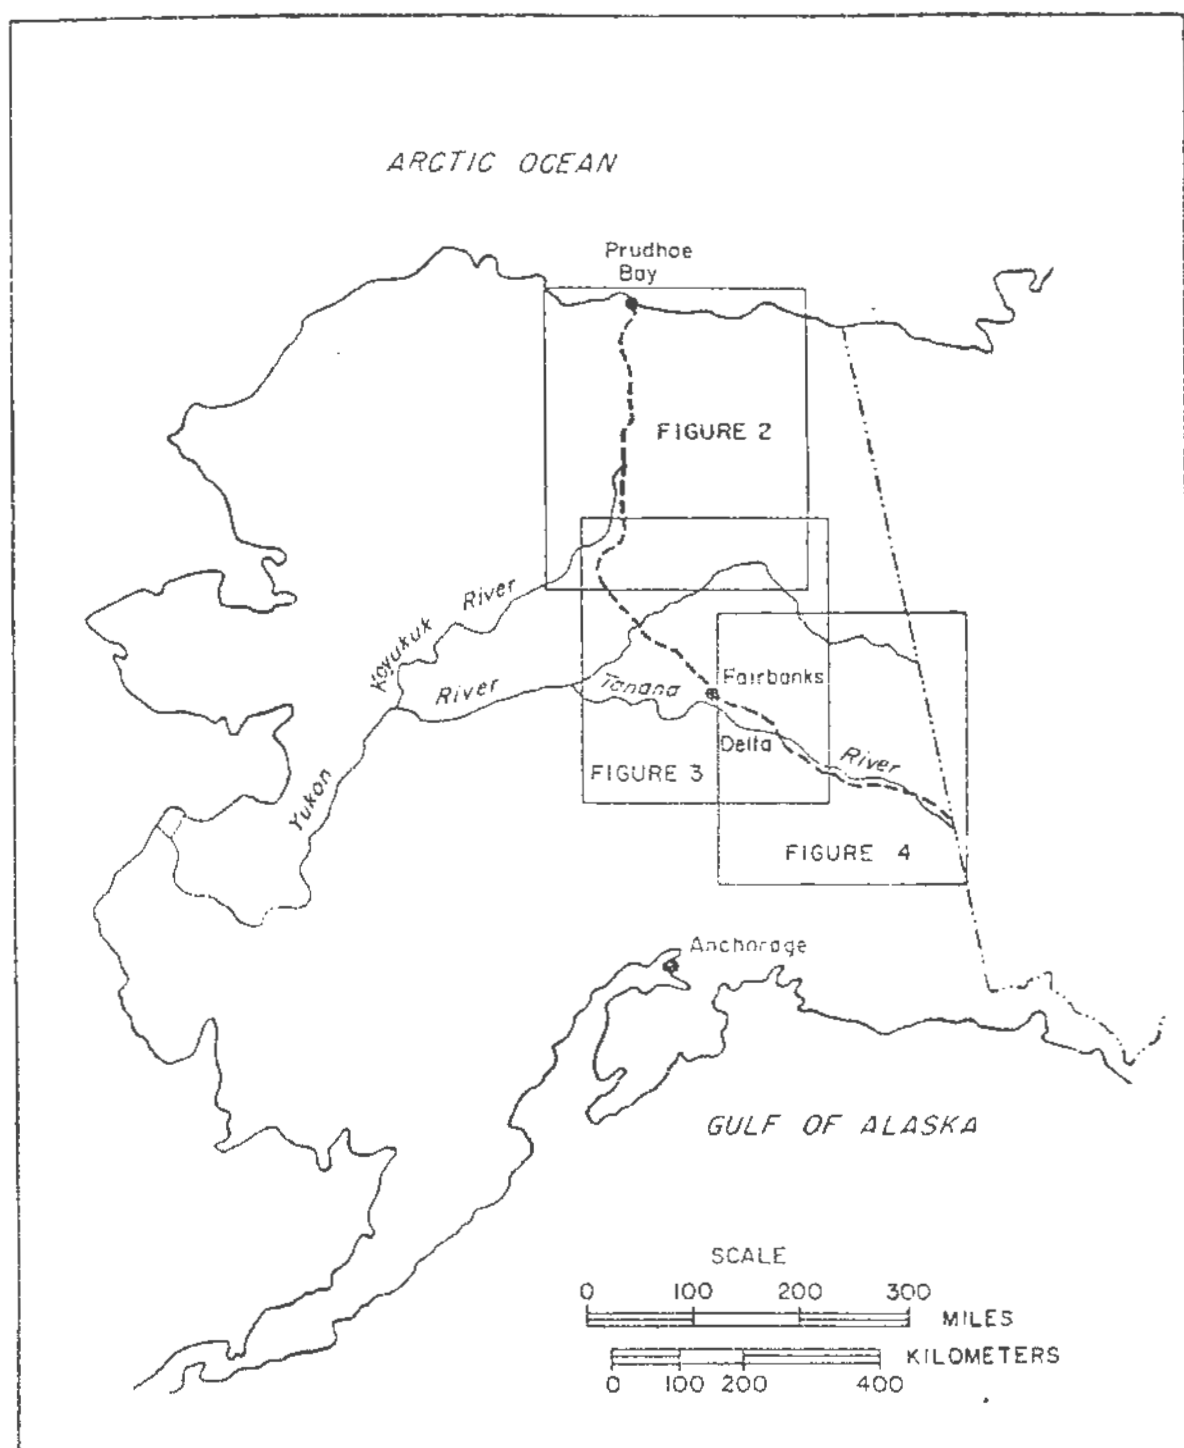 ARCTIC OCEAN
Prudhoe
Bay
FIGURE 2
Koyukuk River
River
Tanana
Fairbanks
Delta
River
FIGURE 3
Yukon
FIGURE 4
Anchorage
GULF OF ALASKA
SCALE
0 100 200 300
MILES
KILOMETERS
0 100 200 400